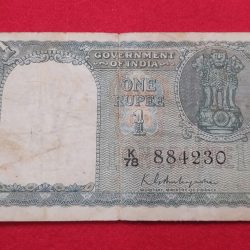 GOVERNMENT
OF INDIA
ONE
RUPEE
1
K/78 884230